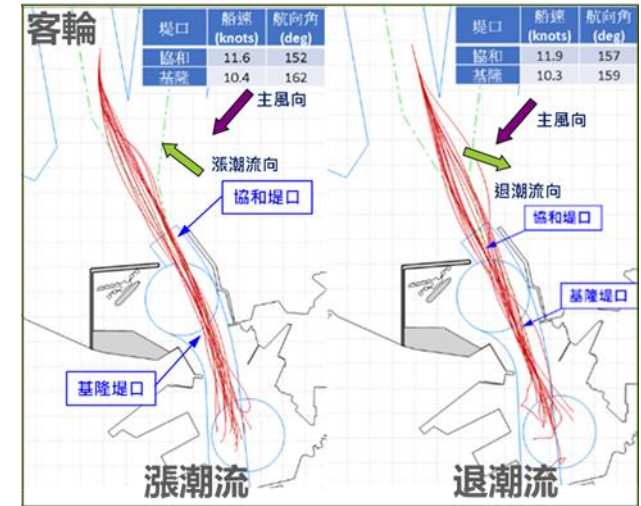 客輪
堤口 船速 (knots) 航向角 (deg)
協和 11.6 152
基隆 10.4 162
主風向
漲潮流向
協和堤口
基隆堤口
漲潮流
堤口 船速 (knots) 航向角 (deg)
協和 11.9 157
基隆 10.3 159
主風向
退潮流向
協和堤口
基隆堤口
退潮流